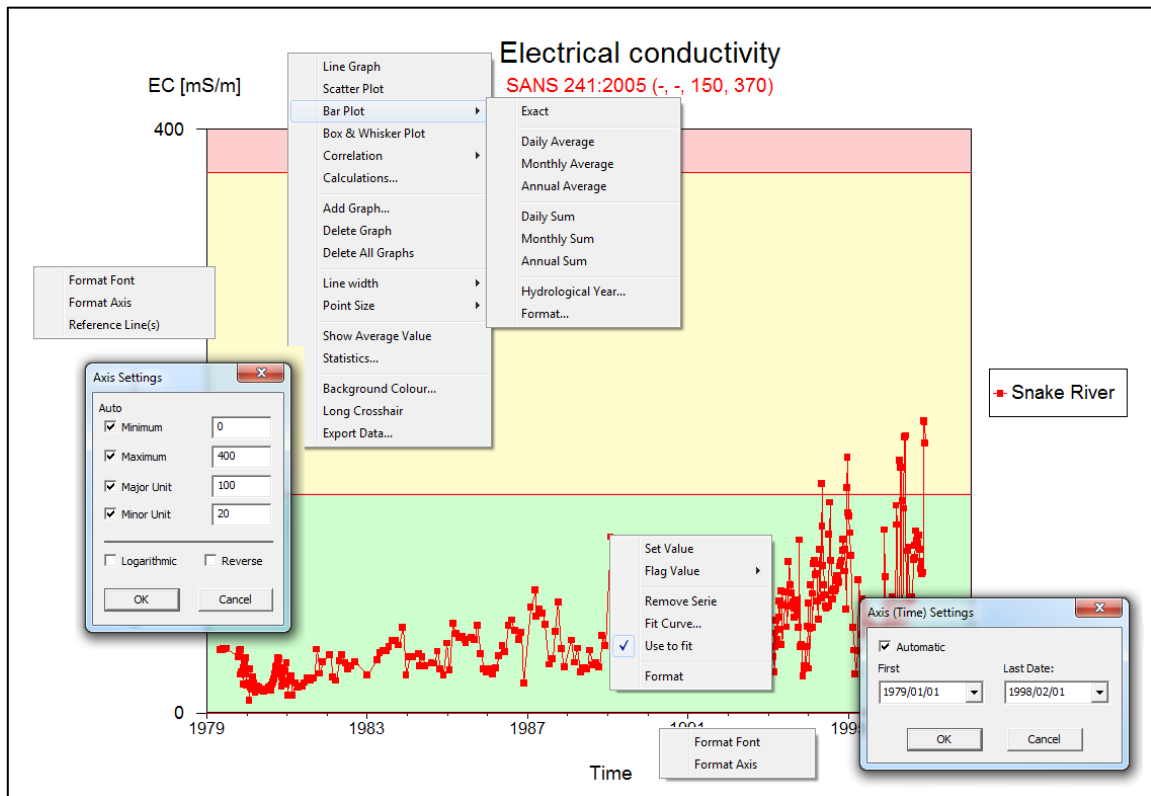 Electrical conductivity
EC [mS/m]
SANS 241:2005 (-, -, 150, 370)
400
0
1979
1983
1987
1991
Time
Snake River
Line Graph
Scatter Plot
Bar Plot
Box & Whisker Plot
Correlation
Calculations...
Add Graph...
Delete Graph
Delete All Graphs
Line width
Point Size
Show Average Value
Statistics...
Background Colour...
Long Crosshair
Export Data...
Exact
Daily Average
Monthly Average
Annual Average
Daily Sum
Monthly Sum
Annual Sum
Hydrological Year...
Format...
Format Font
Format Axis
Reference Line(s)
Axis Settings
Auto
Minimum 0
Maximum 400
Major Unit 100
Minor Unit 20
Logarithmic Reverse
OK Cancel
Set Value
Flag Value
Remove Serie
Fit Curve...
Use to fit
Format
Axis (Time) Settings
Automatic
First Last Date:
1979/01/01 1998/02/01
OK Cancel
Format Font
Format Axis